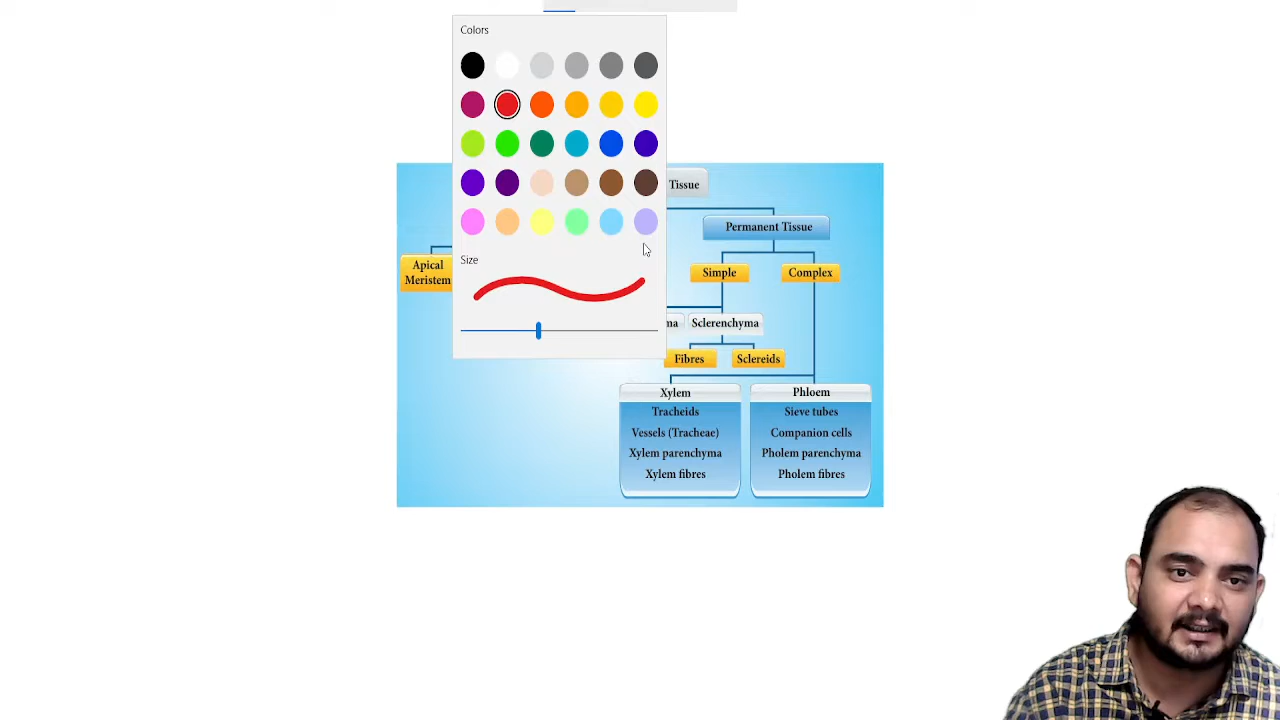 Colors
Tissue
Permanent Tissue
Apical
Meristem
Size
Simple
Complex
ma
Sclerenchyma
Fibres
Sclereids
Xylem
Tracheids
Vessels (Tracheae)
Xylem parenchyma
Xylem fibres
Phloem
Sieve tubes
Companion cells
Pholem parenchyma
Pholem fibres